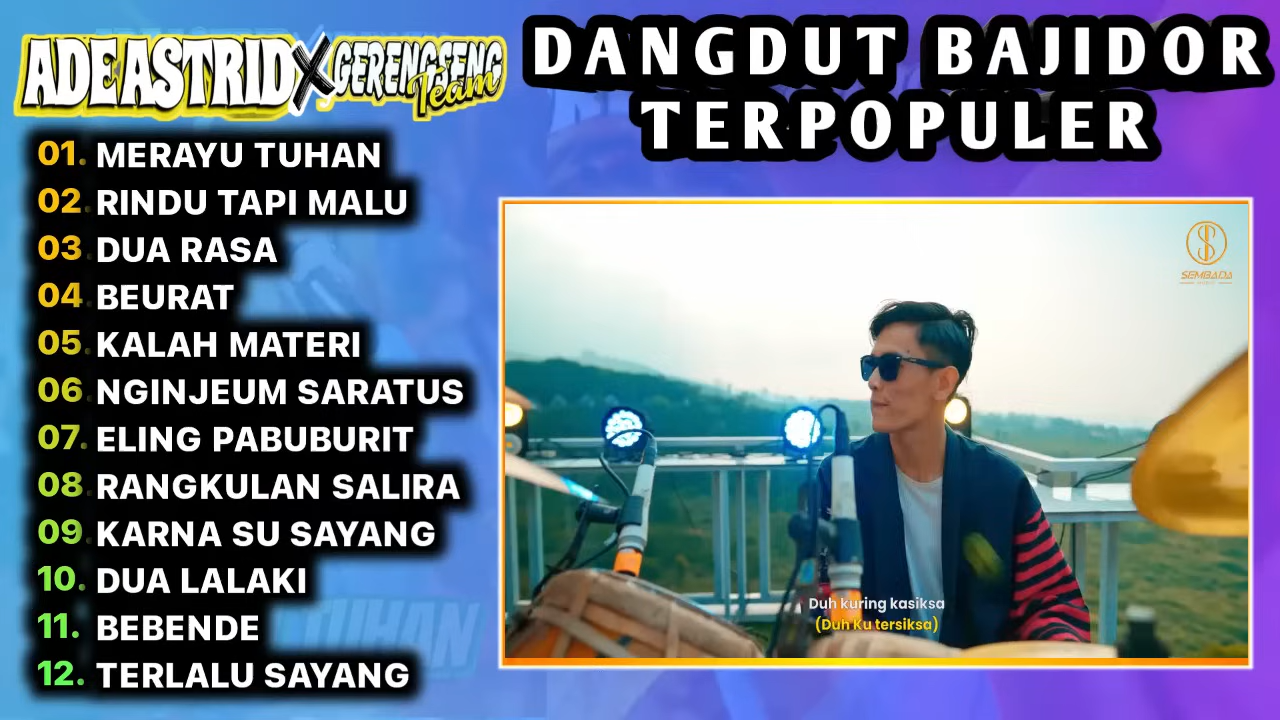 ADE ASTRID X GERENGSENG Team
DANGDUT BAJIDOR
TERPOPULER
01. MERAYU TUHAN
02. RINDU TAPI MALU
03. DUA RASA
04. BEURAT
05. KALAH MATERI
06. NGINJEUM SARATUS
07. ELING PABUBURIT
08. RANGKULAN SALIRA
09. KARNA SU SAYANG
10. DUA LALAKI
11. BEBENDE
12. TERLALU SAYANG
SEMBADA
Duh kuring kasiksa
(Duh Ku tersiksa)
TUHAN